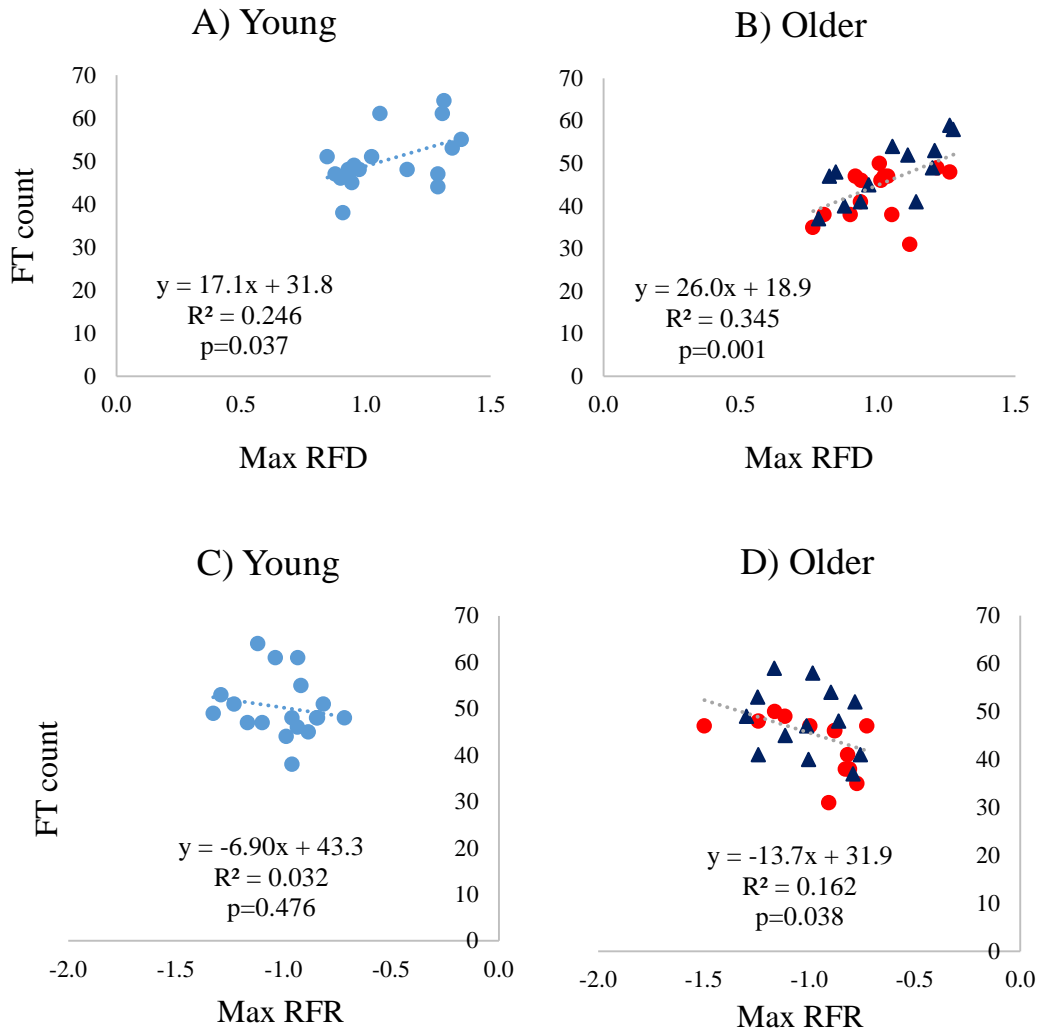 A) Young
70
60
50
40
30
20
10
0
FT count
y = 17.1x + 31.8
R² = 0.246
p=0.037
0.0 0.5 1.0 1.5
Max RFD
B) Older
70
60
50
40
30
20
10
0
y = 26.0x + 18.9
R² = 0.345
p=0.001
0.0 0.5 1.0 1.5
Max RFD
C) Young
70
60
50
40
30
20
10
0
FT count
y = -6.90x + 43.3
R² = 0.032
p=0.476
-2.0 -1.5 -1.0 -0.5 0.0
Max RFR
D) Older
70
60
50
40
30
20
10
0
y = -13.7x + 31.9
R² = 0.162
p=0.038
-2.0 -1.5 -1.0 -0.5 0.0
Max RFR